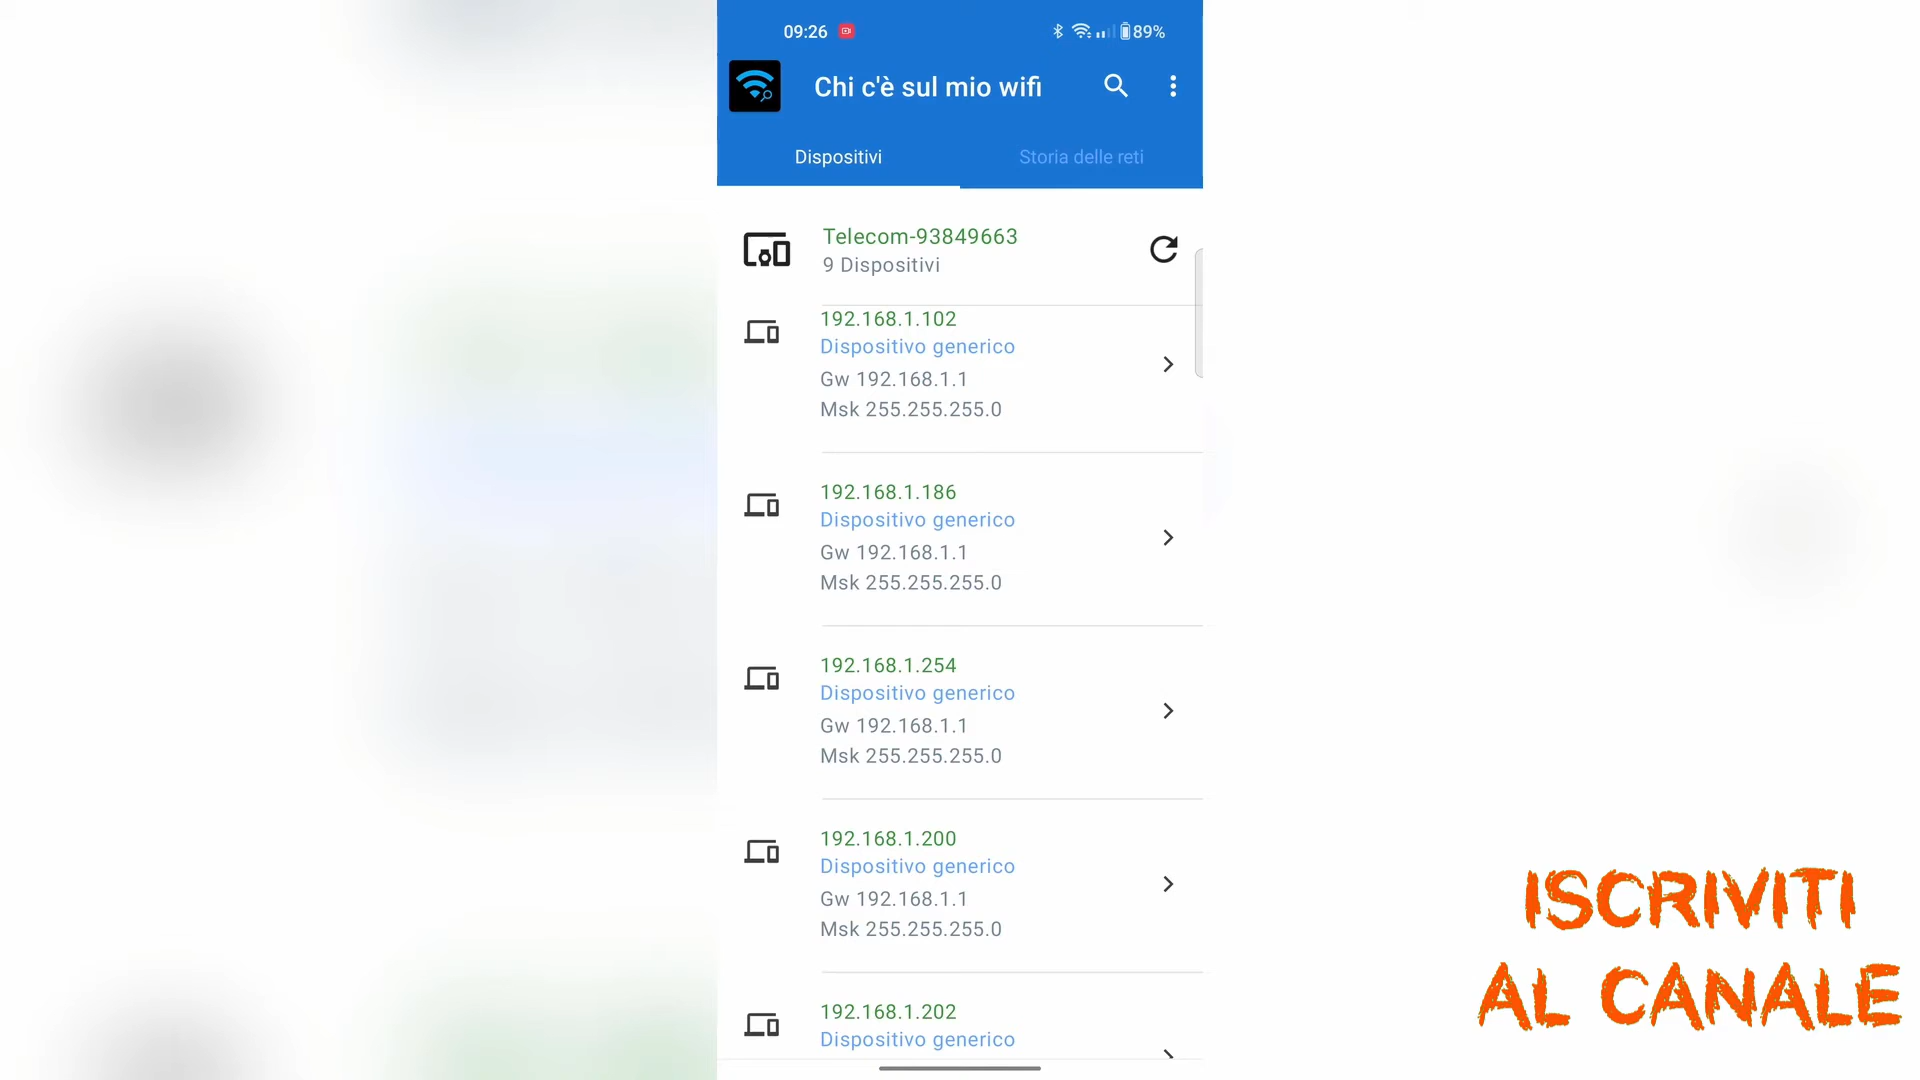 09:26
89%
Chi c'è sul mio wifi
Dispositivi
Storia delle reti
Telecom-93849663
9 Dispositivi
192.168.1.102
Dispositivo generico
Gw 192.168.1.1
Msk 255.255.255.0
192.168.1.186
Dispositivo generico
Gw 192.168.1.1
Msk 255.255.255.0
192.168.1.254
Dispositivo generico
Gw 192.168.1.1
Msk 255.255.255.0
192.168.1.200
Dispositivo generico
Gw 192.168.1.1
Msk 255.255.255.0
192.168.1.202
Dispositivo generico
ISCRIVITI
AL CANALE